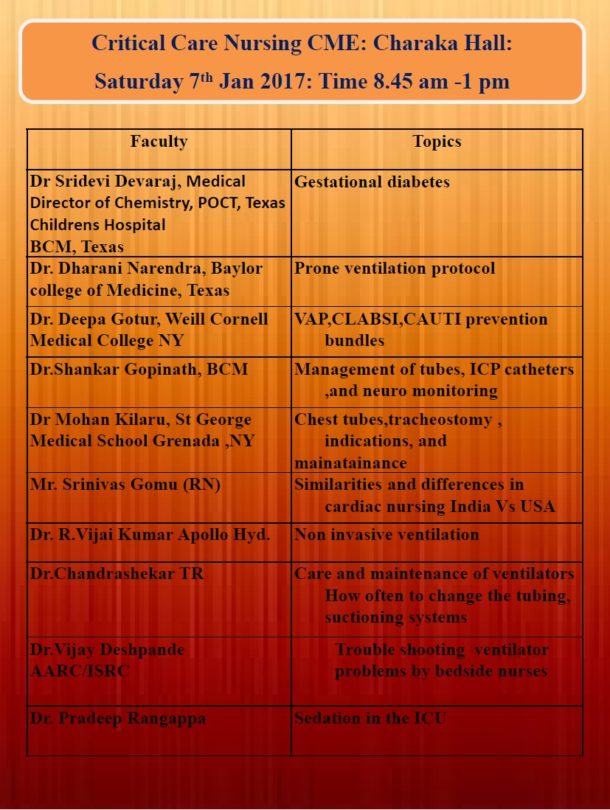 Critical Care Nursing CME: Charaka Hall:
Saturday 7th Jan 2017: Time 8.45 am -1 pm
Faculty
Topics
Dr Sridevi Devaraj, Medical
Director of Chemistry, POCT, Texas
Childrens Hospital
BCM, Texas
Gestational diabetes
Dr. Dharani Narendra, Baylor
college of Medicine, Texas
Prone ventilation protocol
Dr. Deepa Gotur, Weill Cornell
Medical College NY
VAP,CLABSI,CAUTI prevention
bundles
Dr.Shankar Gopinath, BCM
Management of tubes, ICP catheters
,and neuro monitoring
Dr Mohan Kilaru, St George
Medical School Grenada ,NY
Chest tubes,tracheostomy ,
indications, and
mainatainance
Mr. Srinivas Gomu (RN)
Similarities and differences in
cardiac nursing India Vs USA
Dr. R.Vijai Kumar Apollo Hyd.
Non invasive ventilation
Dr.Chandrashekar TR
Care and maintenance of ventilators
How often to change the tubing,
suctioning systems
Dr.Vijay Deshpande
AARC/ISRC
Trouble shooting ventilator
problems by bedside nurses
Dr. Pradeep Rangappa
Sedation in the ICU